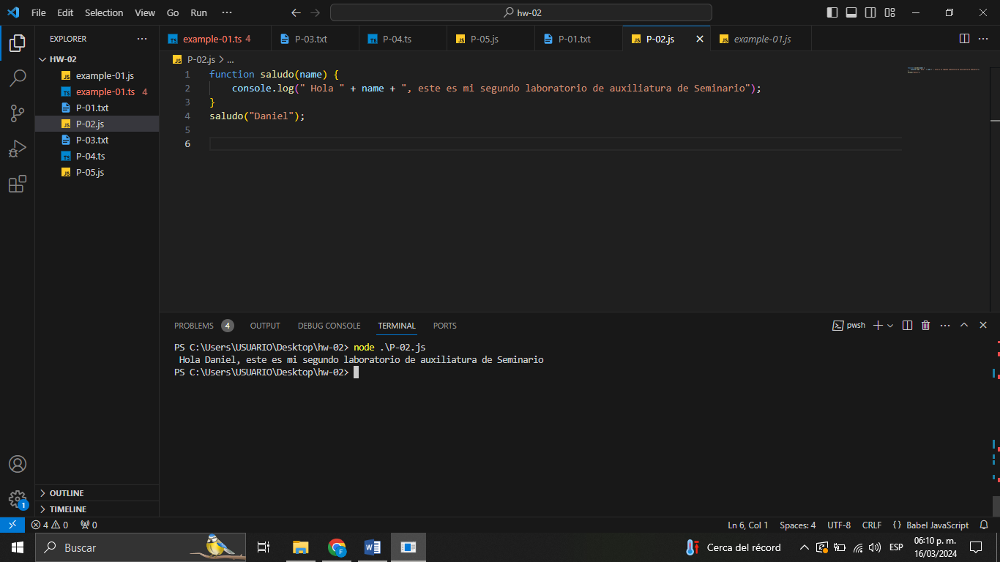 File Edit Selection View Go Run ··· hw-02
EXPLORER ···
example-01.ts 4 P-03.txt P-04.ts P-05.js P-01.txt P-02.js example-01.js
HW-02
example-01.js
example-01.ts 4
P-01.txt
P-02.js
P-03.txt
P-04.ts
P-05.js
P-02.js > ...
1 function saludo(name) {
2 console.log(" Hola " + name + ", este es mi segundo laboratorio de auxiliatura de Seminario");
3 }
4 saludo("Daniel");
5
6
PROBLEMS 4 OUTPUT DEBUG CONSOLE TERMINAL PORTS pwsh
PS C:\Users\USUARIO\Desktop\hw-02> node .\P-02.js
Hola Daniel, este es mi segundo laboratorio de auxiliatura de Seminario
PS C:\Users\USUARIO\Desktop\hw-02>
OUTLINE
TIMELINE
1
4 0 0 Ln 6, Col 1 Spaces: 4 UTF-8 CRLF {} Babel JavaScript
Buscar Cerca del récord ESP 06:10 p. m.
16/03/2024